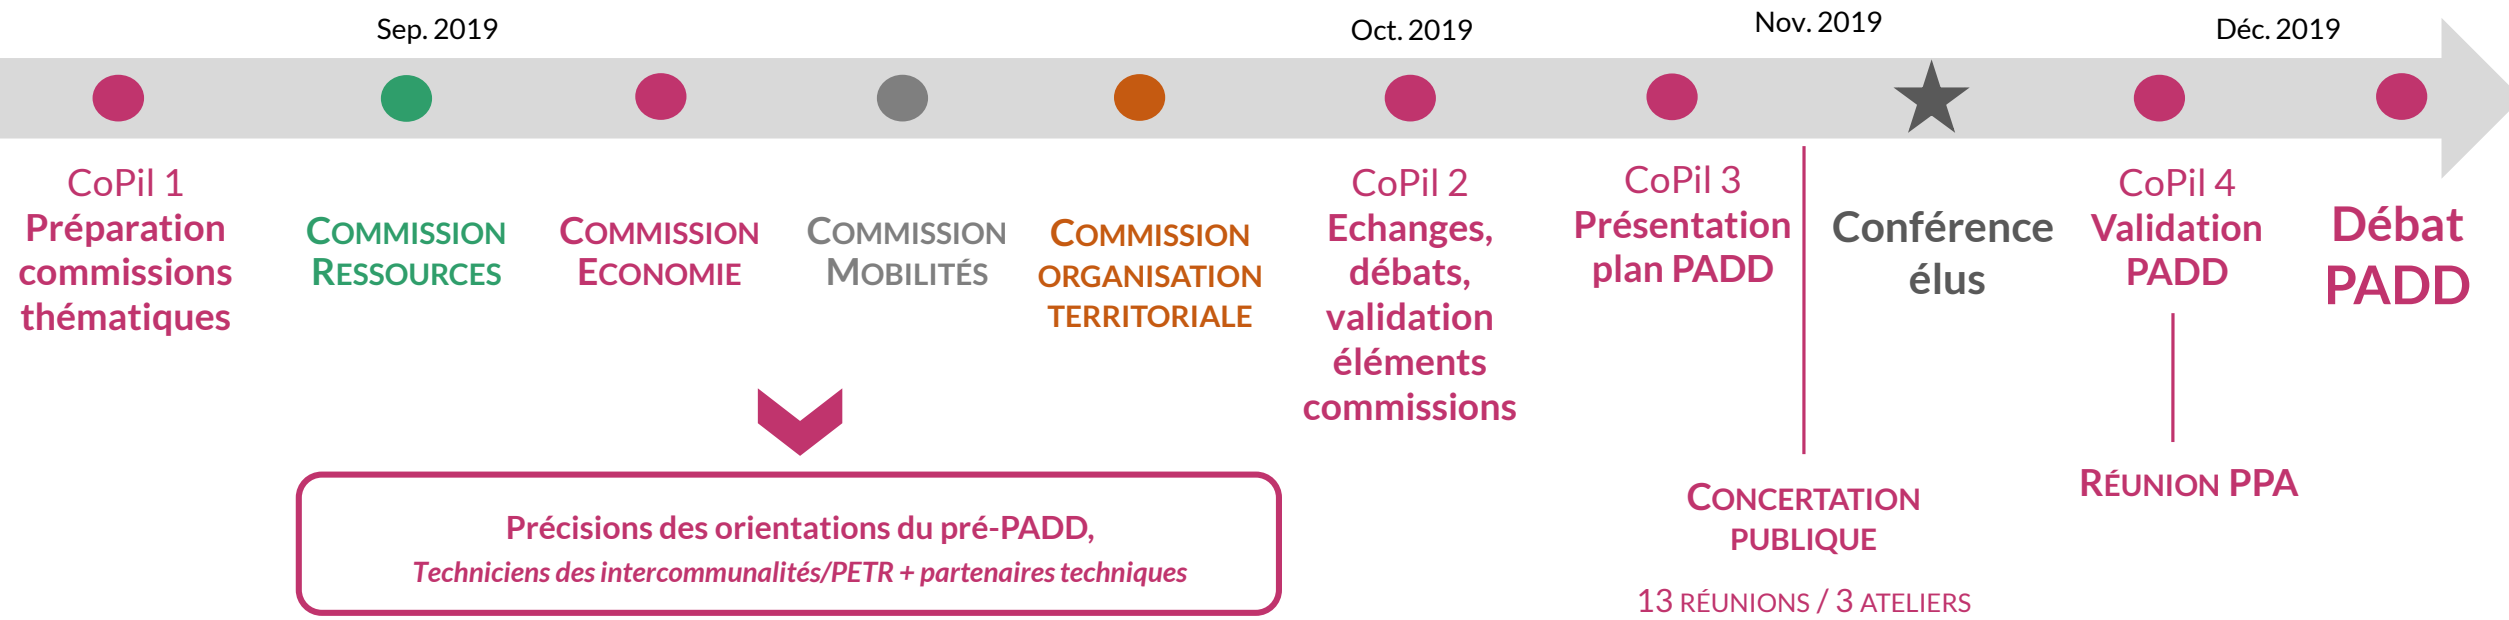 Sep. 2019
Oct. 2019
Nov. 2019
Déc. 2019
CoPil 1
Préparation
commissions
thématiques
COMMISSION
RESSOURCES
COMMISSION
ECONOMIE
COMMISSION
MOBILITÉS
COMMISSION
ORGANISATION
TERRITORIALE
CoPil 2
Echanges,
débats,
validation
éléments
commissions
CoPil 3
Présentation
plan PADD
Conférence
élus
CoPil 4
Validation
PADD
Débat
PADD
Précisions des orientations du pré-PADD,
Techniciens des intercommunalités/PETR + partenaires techniques
CONCERTATION
PUBLIQUE
13 RÉUNIONS / 3 ATELIERS
RÉUNION PPA